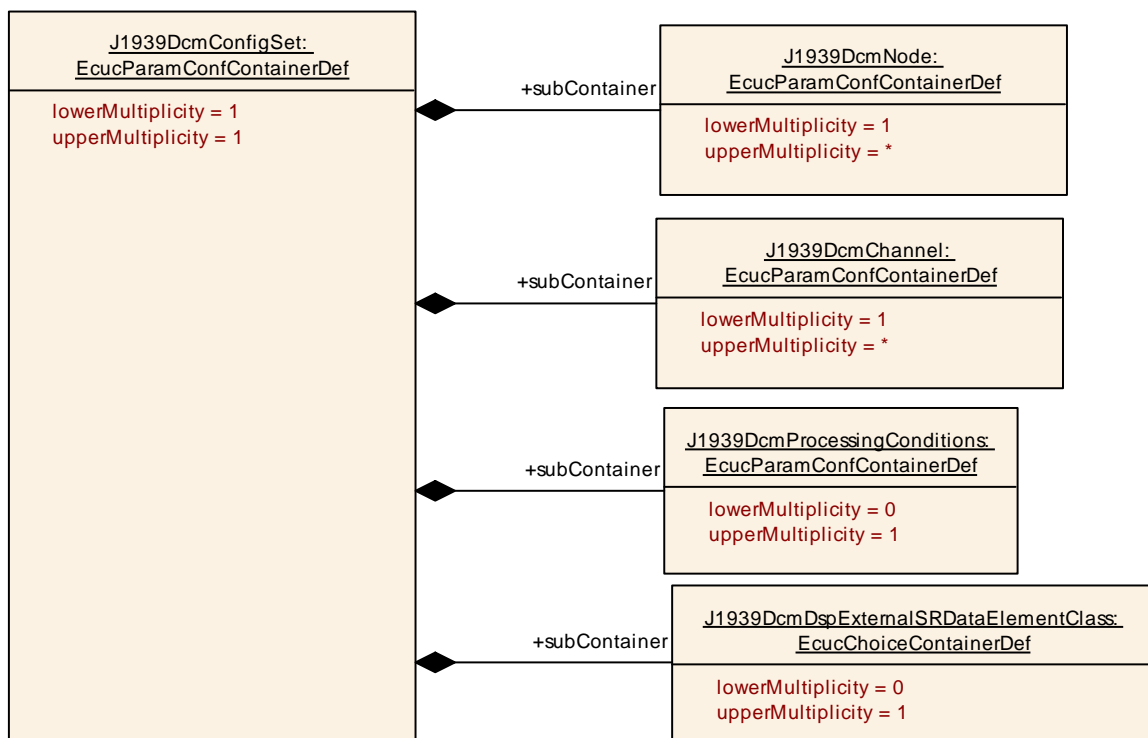 J1939DcmConfigSet:
EcucParamConfContainerDef
lowerMultiplicity = 1
upperMultiplicity = 1
+subContainer
J1939DcmNode:
EcucParamConfContainerDef
lowerMultiplicity = 1
upperMultiplicity = *
+subContainer
J1939DcmChannel:
EcucParamConfContainerDef
lowerMultiplicity = 1
upperMultiplicity = *
+subContainer
J1939DcmProcessingConditions:
EcucParamConfContainerDef
lowerMultiplicity = 0
upperMultiplicity = 1
+subContainer
J1939DcmDspExternalSRDataElementClass:
EcucChoiceContainerDef
lowerMultiplicity = 0
upperMultiplicity = 1